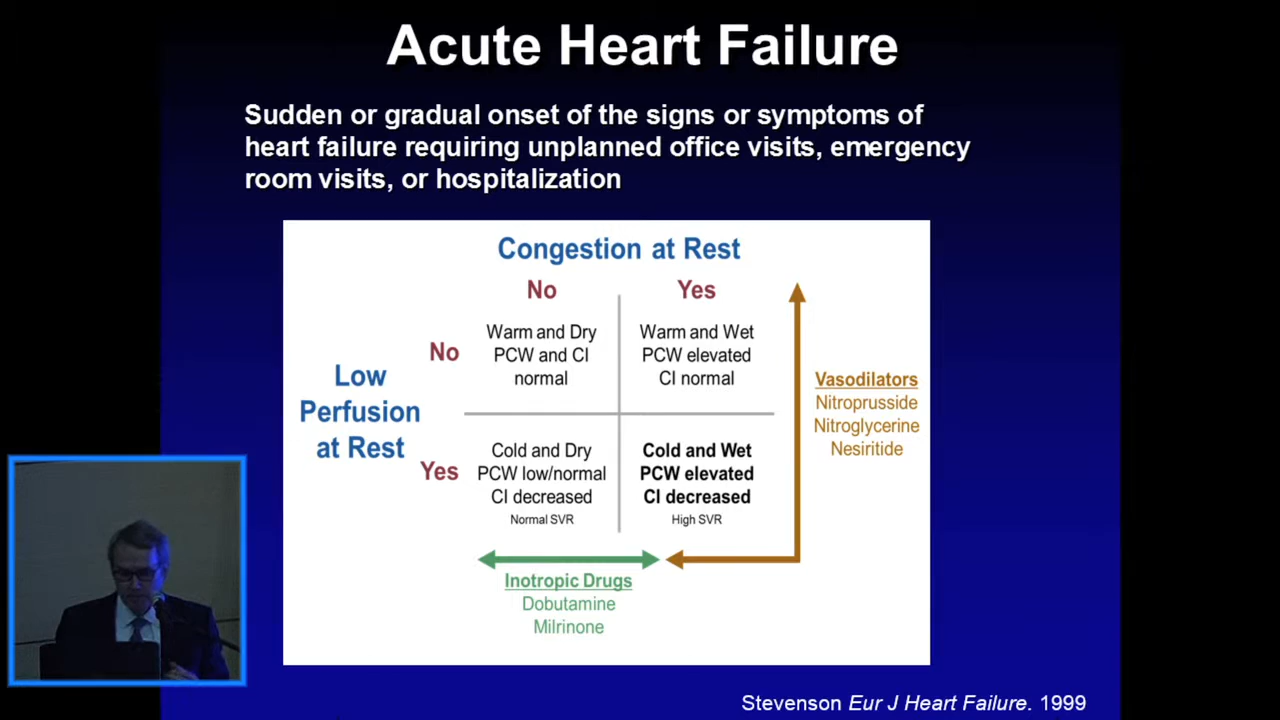 Acute Heart Failure
Sudden or gradual onset of the signs or symptoms of
heart failure requiring unplanned office visits, emergency
room visits, or hospitalization
Congestion at Rest
No
Yes
Low
Perfusion
at Rest
No
Warm and Dry
PCW and CI
normal
Warm and Wet
PCW elevated
CI normal
Yes
Cold and Dry
PCW low/normal
CI decreased
Normal SVR
Cold and Wet
PCW elevated
CI decreased
High SVR
Vasodilators
Nitroprusside
Nitroglycerine
Nesiritide
Inotropic Drugs
Dobutamine
Milrinone
Stevenson Eur J Heart Failure. 1999